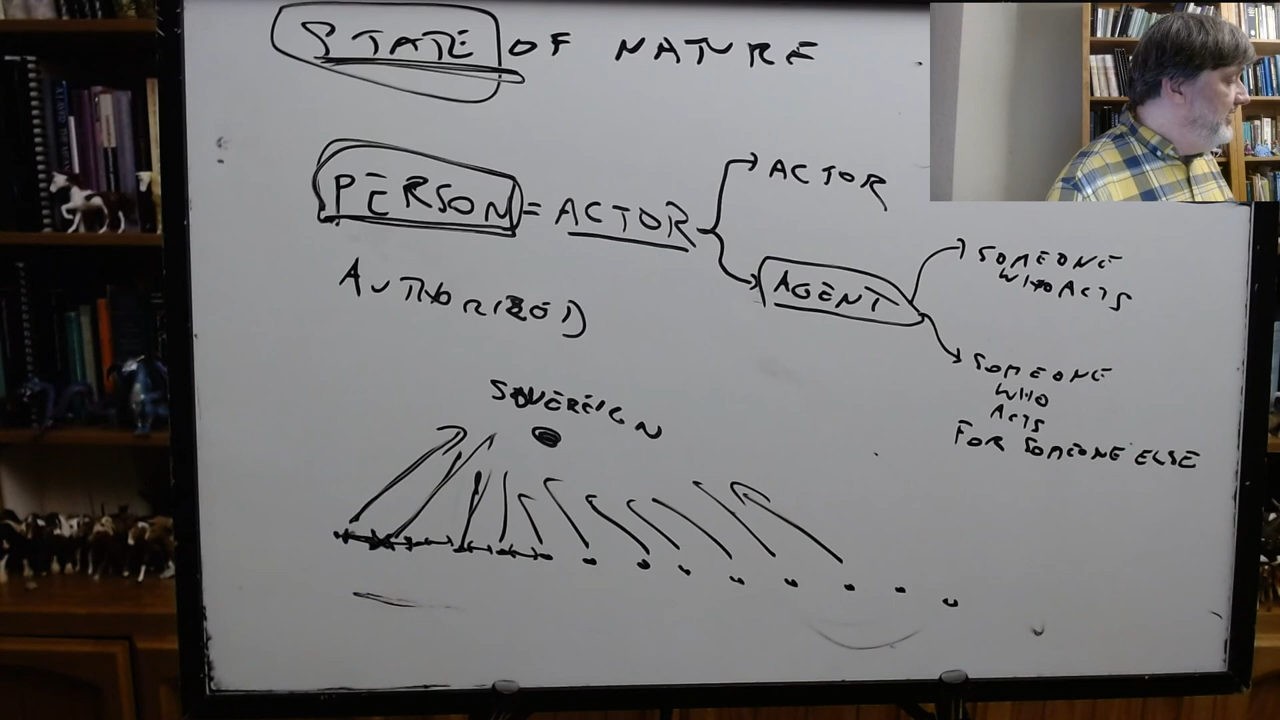 STATE OF NATURE
PERSON = ACTOR
ACTOR
AGENT
SOMEONE
WHO ACTS
SOMEONE
WHO
ACTS
FOR SOMEONE ELSE
AUTHORIZED
SOVEREIGN